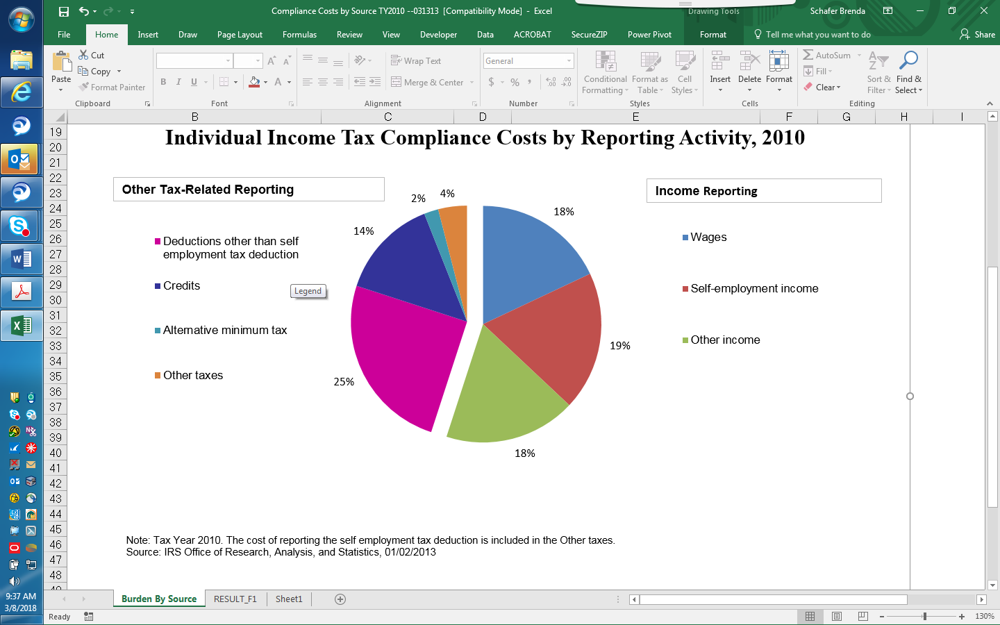 Compliance Costs by Source TY2010 --031313 [Compatibility Mode] - Excel
Drawing Tools
Schafer Brenda
File Home Insert Draw Page Layout Formulas Review View Developer Data ACROBAT SecureZIP Power Pivot Format Tell me what you want to do Share
Paste
Cut
Copy
Format Painter
Clipboard
B I U
A A
A
Font
Wrap Text
Merge & Center
Alignment
General
$ % ,
.00
.00
Number
Conditional Formatting
Format as Table
Cell Styles
Styles
Insert Delete Format
Cells
AutoSum
Fill
Clear
Sort & Filter
Find & Select
Editing
B C D E F G H I
19
20
21
22
23
24
25
26
27
28
29
30
31
32
33
34
35
36
37
38
39
40
41
42
43
44
45
46
47
48
49
Individual Income Tax Compliance Costs by Reporting Activity, 2010
Other Tax-Related Reporting
Deductions other than self
employment tax deduction
Credits
Legend
Alternative minimum tax
Other taxes
2%
4%
14%
25%
18%
19%
18%
Income Reporting
Wages
Self-employment income
Other income
Note: Tax Year 2010. The cost of reporting the self employment tax deduction is included in the Other taxes.
Source: IRS Office of Research, Analysis, and Statistics, 01/02/2013
Burden By Source RESULT_F1 Sheet1
Ready
130%
9:37 AM
3/8/2018